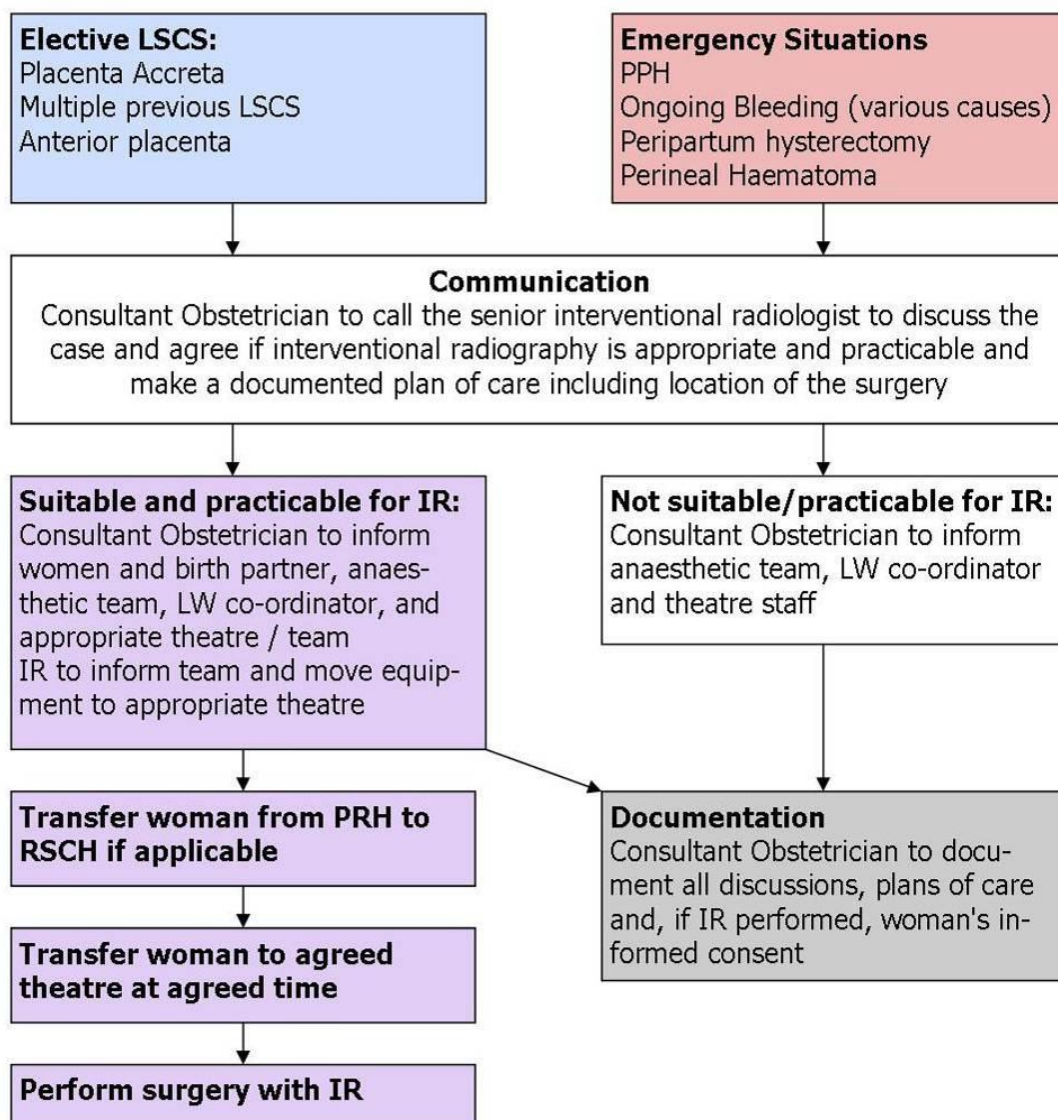 Elective LSCS:
Placenta Accreta
Multiple previous LSCS
Anterior placenta
Emergency Situations
PPH
Ongoing Bleeding (various causes)
Peripartum hysterectomy
Perineal Haematoma
Communication
Consultant Obstetrician to call the senior interventional radiologist to discuss the
case and agree if interventional radiography is appropriate and practicable and
make a documented plan of care including location of the surgery
Suitable and practicable for IR:
Consultant Obstetrician to inform
women and birth partner, anaes-
thetic team, LW co-ordinator, and
appropriate theatre / team
IR to inform team and move equip-
ment to appropriate theatre
Not suitable/practicable for IR:
Consultant Obstetrician to inform
anaesthetic team, LW co-ordinator
and theatre staff
Transfer woman from PRH to
RSCH if applicable
Documentation
Consultant Obstetrician to docu-
ment all discussions, plans of care
and, if IR performed, woman's in-
formed consent
Transfer woman to agreed
theatre at agreed time
Perform surgery with IR